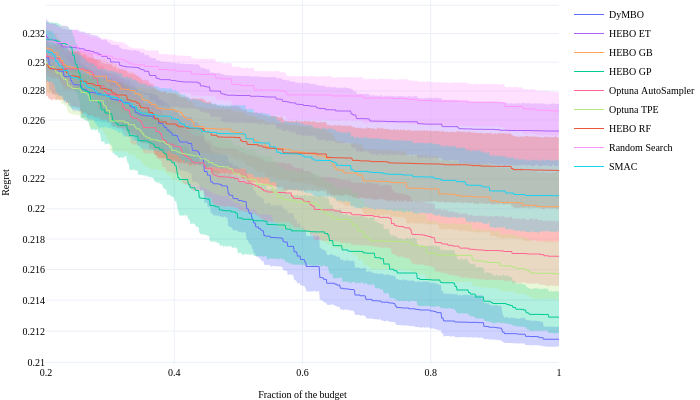 0.232
0.23
0.228
0.226
0.224
0.222
0.22
0.218
0.216
0.214
0.212
0.21
Regret
0.2
0.4
0.6
0.8
1
Fraction of the budget
DyMBO
HEBO ET
HEBO GB
HEBO GP
Optuna AutoSampler
Optuna TPE
HEBO RF
Random Search
SMAC